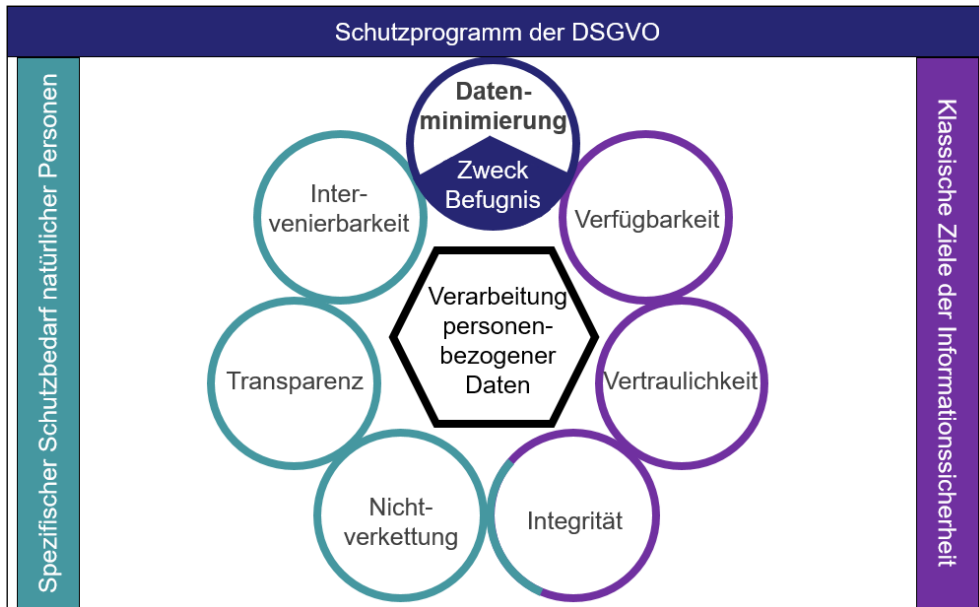 Schutzprogramm der DSGVO
Spezifischer Schutzbedarf natürlicher Personen
Klassische Ziele der Informationssicherheit
Daten-
minimierung
Zweck
Befugnis
Inter-
venierbarkeit
Verfügbarkeit
Verarbeitung
personen-
bezogener
Daten
Transparenz
Vertraulichkeit
Nicht-
verkettung
Integrität